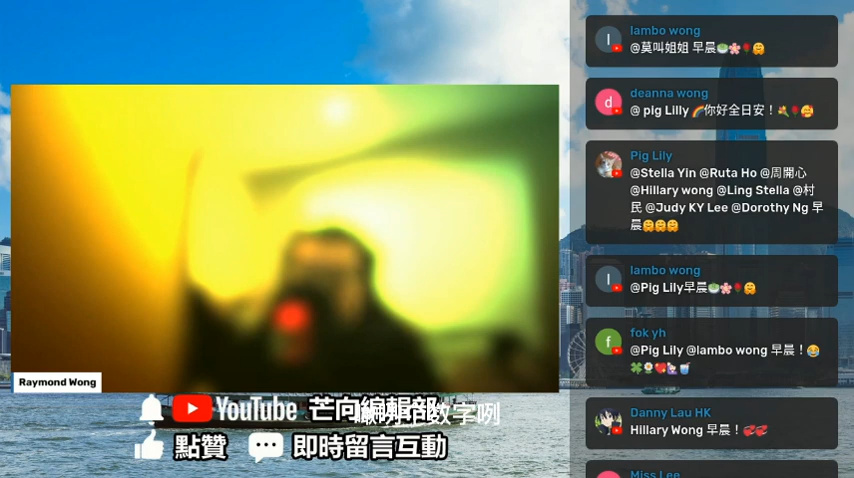 lambo wong
@莫叫姐姐 早晨🍵🌸🌹🤗
deanna wong
@ pig Lilly 🌈你好全日安！💐🌹🥰
Pig Lily
@Stella Yin @Ruta Ho @周開心
@Hillary wong @Ling Stella @村
民 @Judy KY Lee @Dorothy Ng 早
晨🤗🤗🤗
lambo wong
@Pig Lily早晨🍵🌸🌹🤗
fok yh
@Pig Lily @lambo wong 早晨！😂
Danny Lau HK
Hillary Wong 早晨！💞💞
Miss Lee
Raymond Wong
YouTube 芒向編輯部
數字咧
點贊 即時留言互動